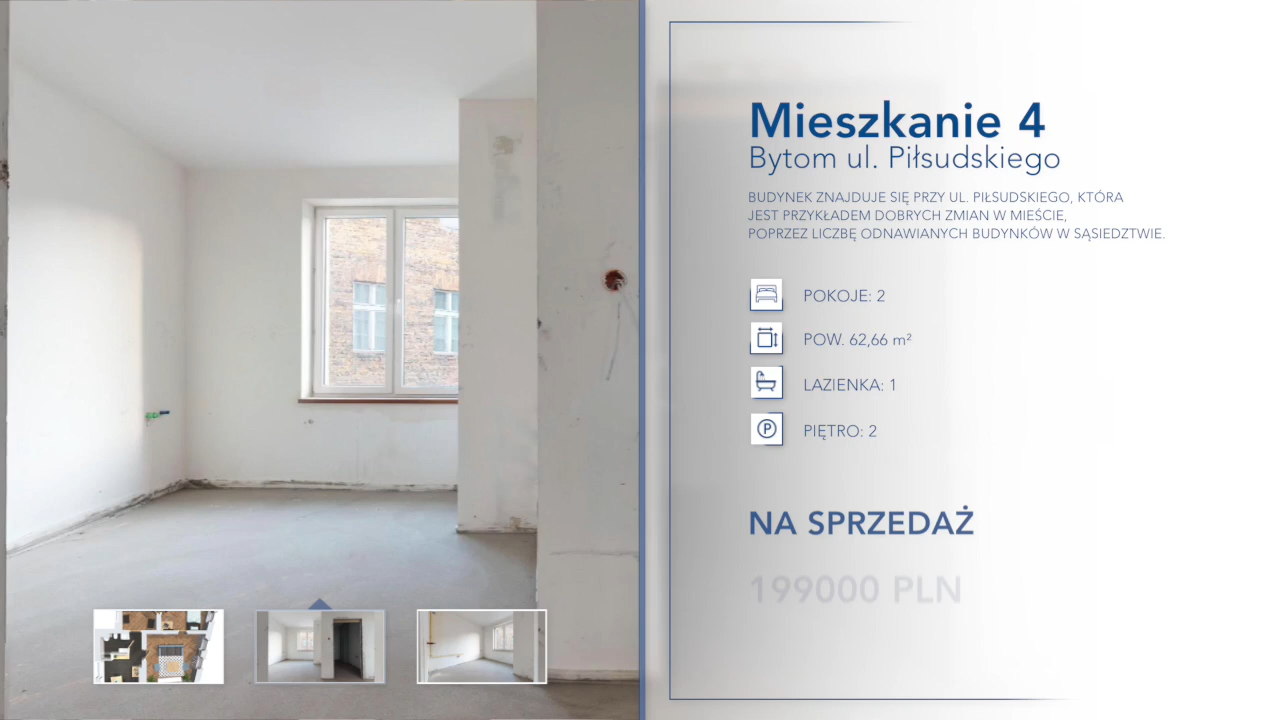 Mieszkanie 4
Bytom ul. Piłsudskiego
BUDYNEK ZNAJDUJE SIĘ PRZY UL. PIŁSUDSKIEGO, KTÓRA
JEST PRZYKŁADEM DOBRYCH ZMIAN W MIEŚCIE,
POPRZEZ LICZBĘ ODNAWIANYCH BUDYNKÓW W SĄSIEDZTWIE.
POKOJE: 2
POW. 62,66 m²
LAZIENKA: 1
P
PIĘTRO: 2
NA SPRZEDAŻ
199000 PLN